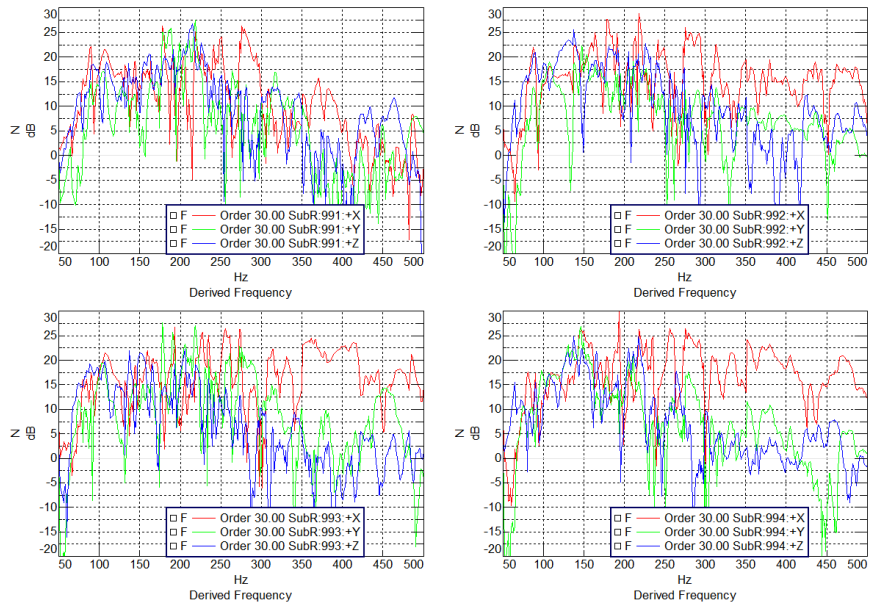 30
25
20
15
10
5
0
-5
-10
-15
-20
N
dB
F Order 30.00 SubR:991:+X
F Order 30.00 SubR:991:+Y
F Order 30.00 SubR:991:+Z
50 100 150 200 250 300 350 400 450 500
Hz
Derived Frequency
30
25
20
15
10
5
0
-5
-10
-15
-20
N
dB
F Order 30.00 SubR:992:+X
F Order 30.00 SubR:992:+Y
F Order 30.00 SubR:992:+Z
50 100 150 200 250 300 350 400 450 500
Hz
Derived Frequency
30
25
20
15
10
5
0
-5
-10
-15
-20
N
dB
F Order 30.00 SubR:993:+X
F Order 30.00 SubR:993:+Y
F Order 30.00 SubR:993:+Z
50 100 150 200 250 300 350 400 450 500
Hz
Derived Frequency
30
25
20
15
10
5
0
-5
-10
-15
-20
N
dB
F Order 30.00 SubR:994:+X
F Order 30.00 SubR:994:+Y
F Order 30.00 SubR:994:+Z
50 100 150 200 250 300 350 400 450 500
Hz
Derived Frequency